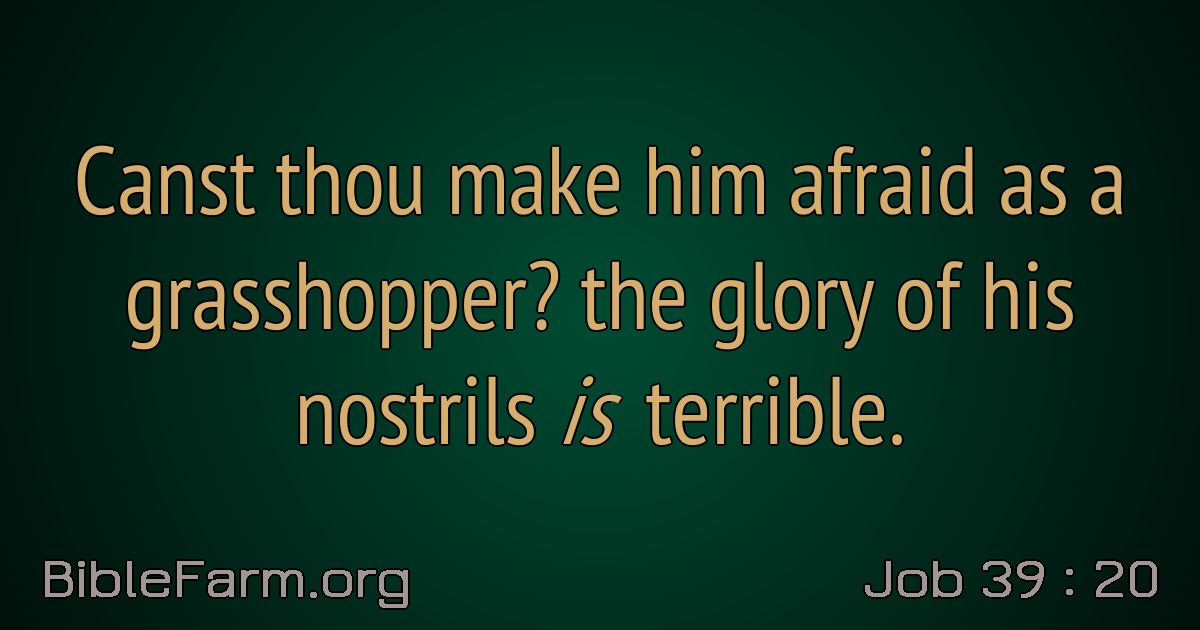 Canst thou make him afraid as a
grasshopper? the glory of his
nostrils is terrible.
BibleFarm.org
Job 39 : 20